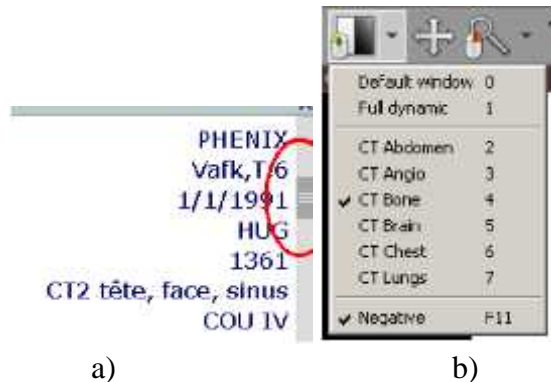 PHENIX
Vafk,T.6
1/1/1991
HUG
1361
CT2 tête, face, sinus
COU IV
a)
Default window 0
Full dynamic 1
CT Abdomen 2
CT Angio 3
CT Bone 4
CT Brain 5
CT Chest 6
CT Lungs 7
Negative F11
b)